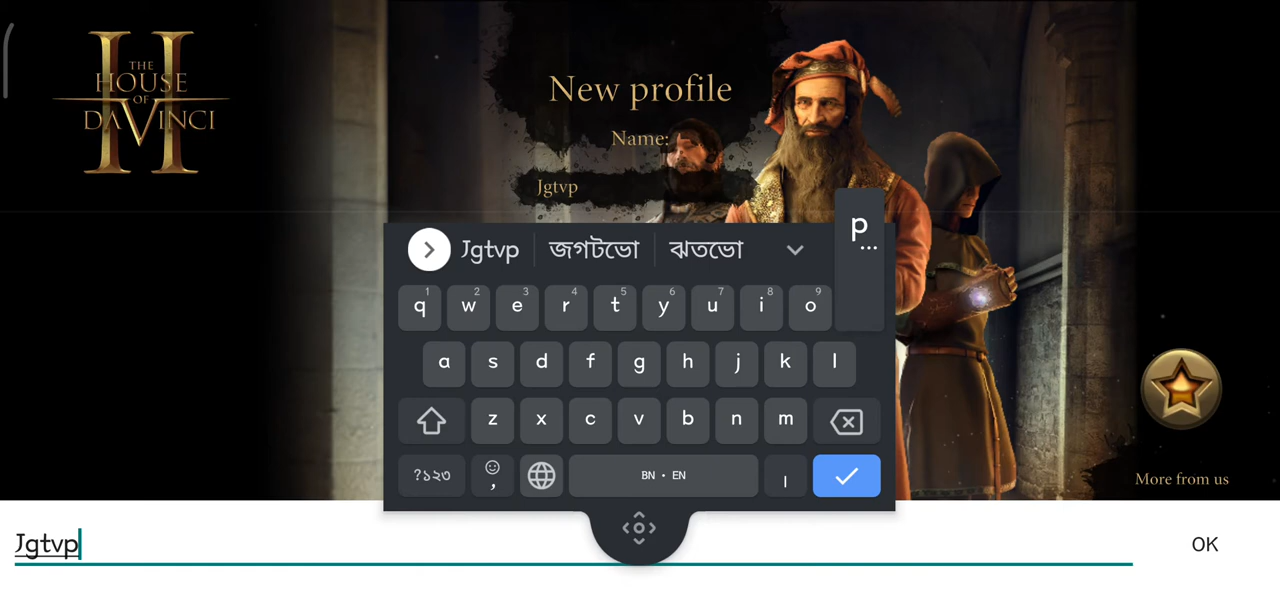 THE
HOUSE
OF
DA VINCI
New profile
Name:
Jgtvp
p
...
Jgtvp জগটভো ঝতভো
q 1 w 2 e 3 r 4 t 5 y 6 u 7 i 8 o 9
a s d f g h j k l
z x c v b n m
?১২৩ , BN • EN ।
More from us
Jgtvp OK